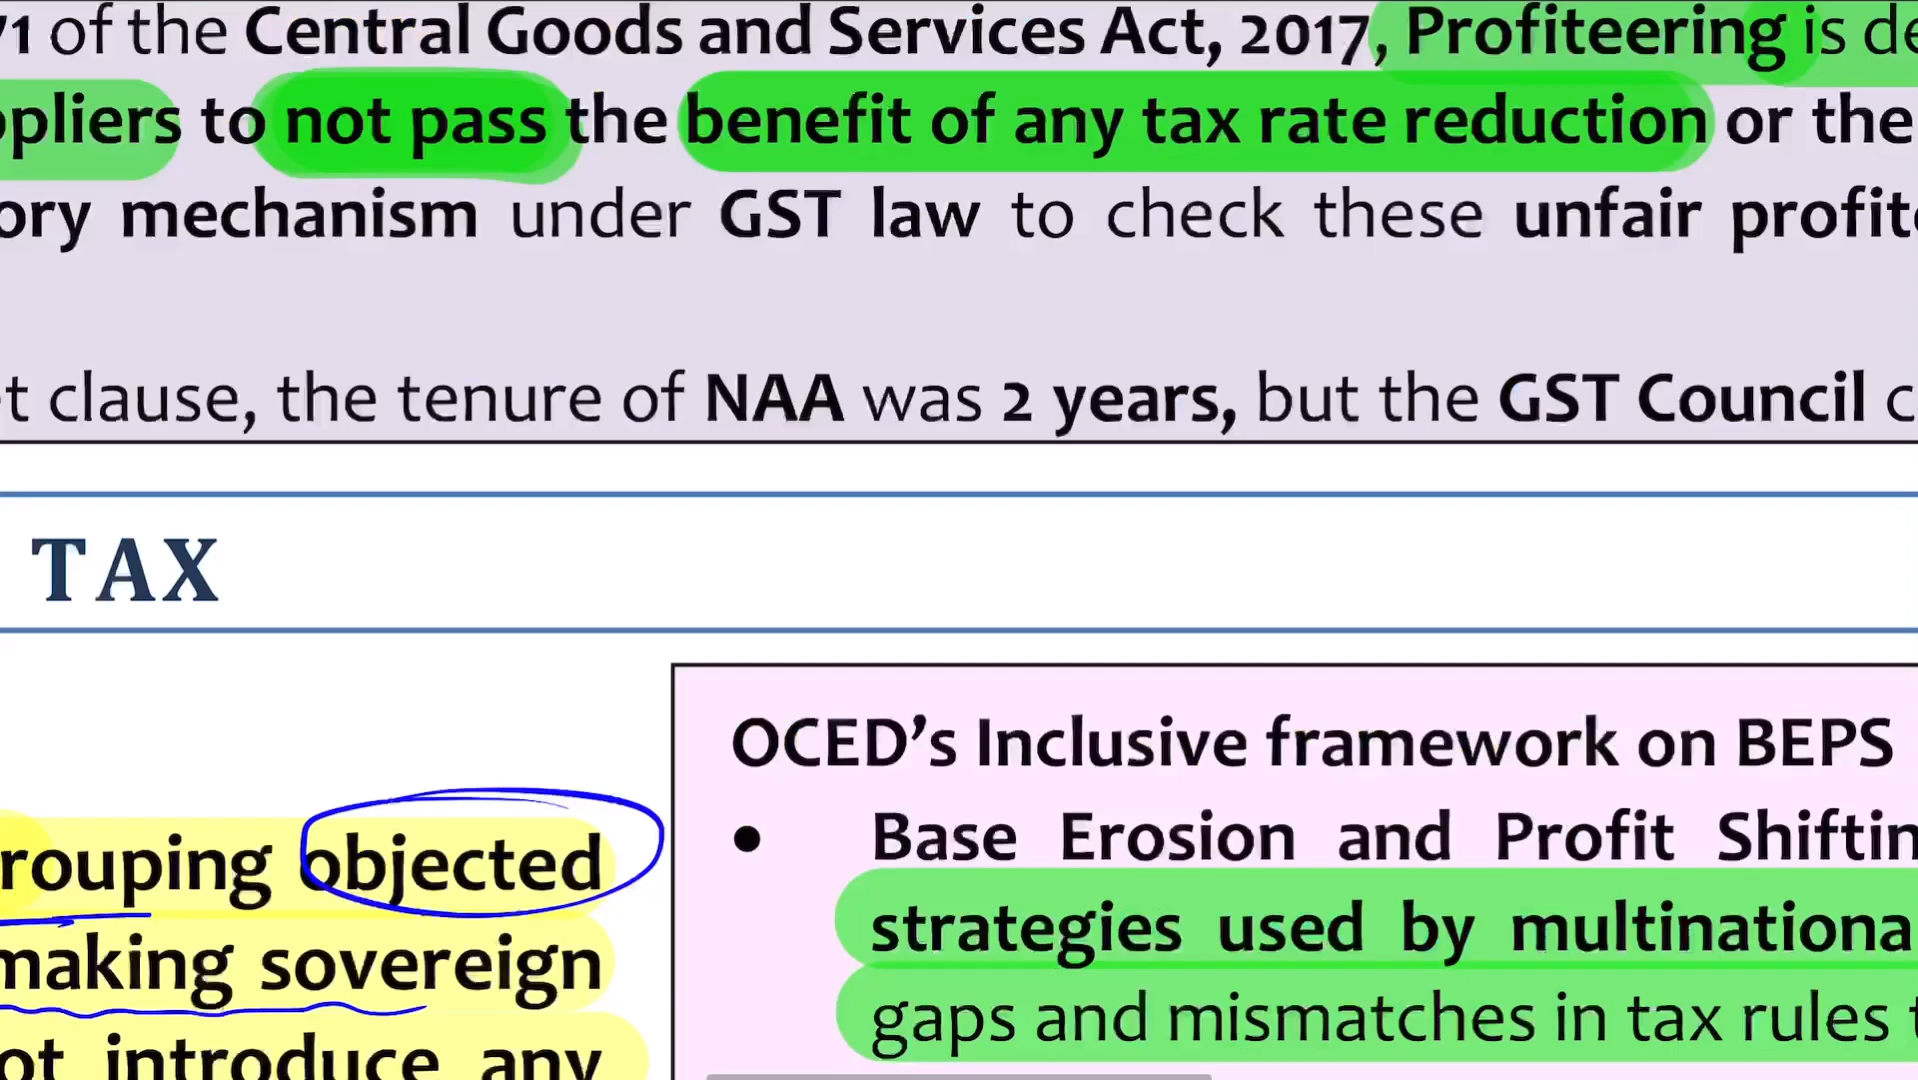 71 of the Central Goods and Services Act, 2017, Profiteering is de
ppliers to not pass the benefit of any tax rate reduction or the
ory mechanism under GST law to check these unfair profite
t clause, the tenure of NAA was 2 years, but the GST Council c
TAX
rouping objected
making sovereign
ot introduce any
OCED's Inclusive framework on BEPS
• Base Erosion and Profit Shiftin
strategies used by multinationa
gaps and mismatches in tax rules t